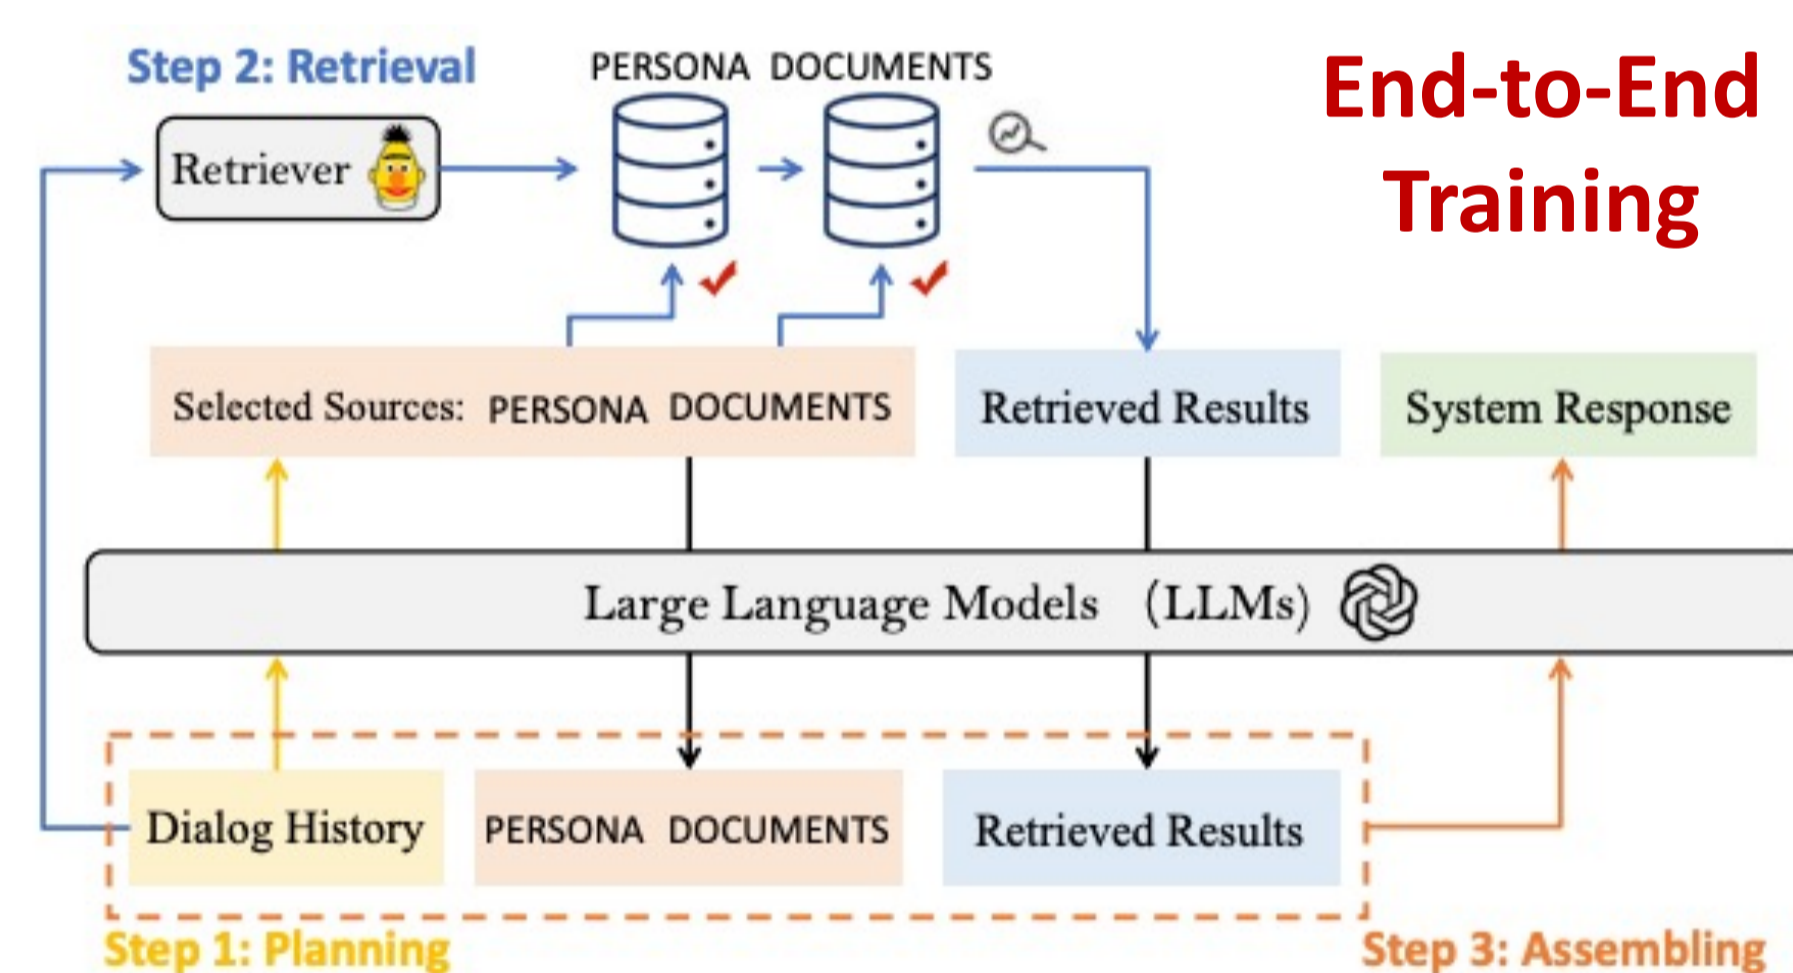 Step 2: Retrieval
PERSONA DOCUMENTS
End-to-End
Training
Retriever
Selected Sources: PERSONA DOCUMENTS
Retrieved Results
System Response
Large Language Models (LLMs)
Dialog History
PERSONA DOCUMENTS
Retrieved Results
Step 1: Planning
Step 3: Assembling